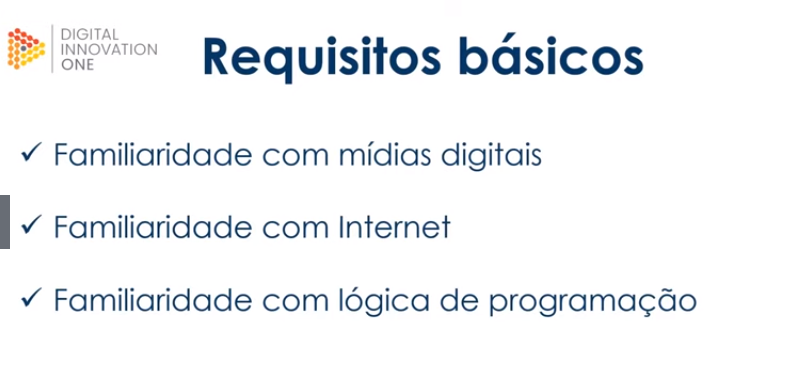 DIGITAL
INNOVATION
ONE
Requisitos básicos
✓ Familiaridade com mídias digitais
✓ Familiaridade com Internet
✓ Familiaridade com lógica de programação